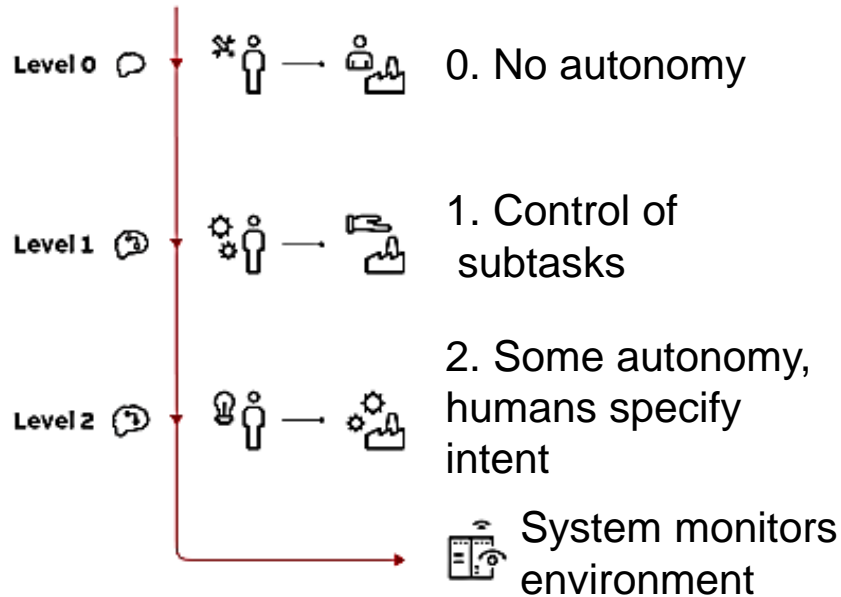 Level 0
0. No autonomy
Level 1
1. Control of
subtasks
Level 2
2. Some autonomy,
humans specify
intent
System monitors
environment